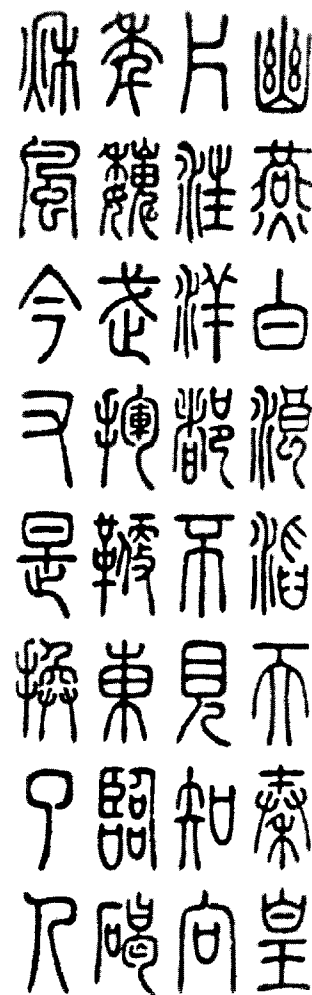 幽燕白浪滔天秦皇
片汪洋都不見知向
年魏武揮鞭東臨碣
秋風今又是換了人